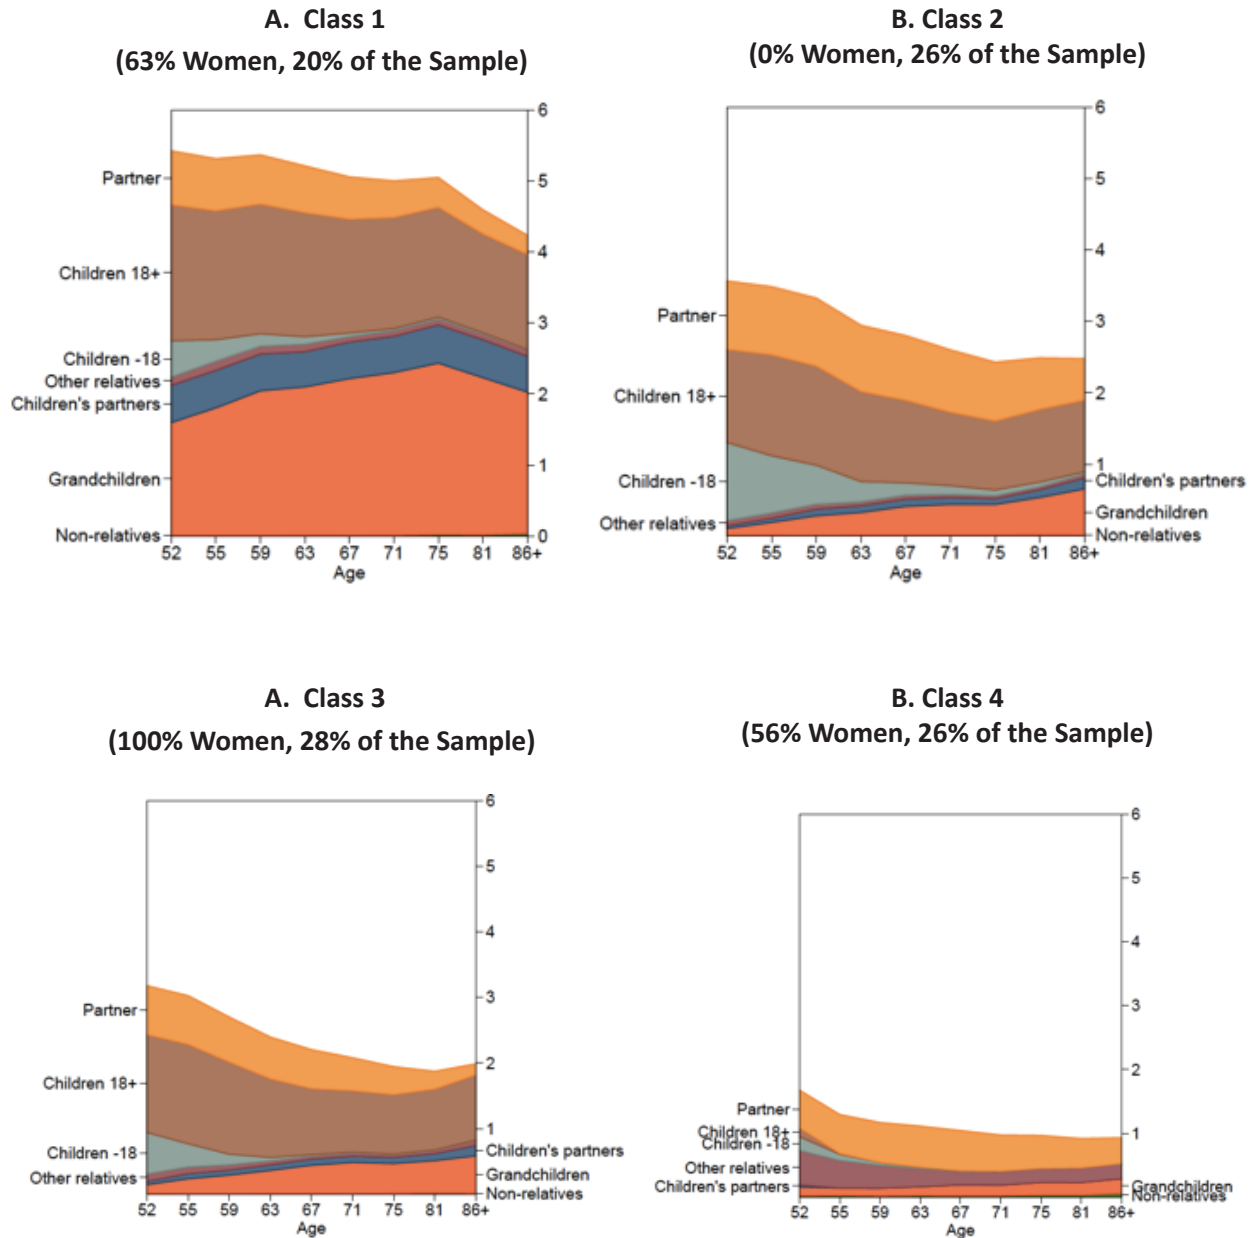 A. Class 1
(63% Women, 20% of the Sample)
6
5
4
3
2
1
0
Partner
Children 18+
Children -18
Other relatives
Children's partners
Grandchildren
Non-relatives
52 55 59 63 67 71 75 81 86+
Age
B. Class 2
(0% Women, 26% of the Sample)
6
5
4
3
2
1
Partner
Children 18+
Children -18
Other relatives
Children's partners
Grandchildren
Non-relatives
52 55 59 63 67 71 75 81 86+
Age
A. Class 3
(100% Women, 28% of the Sample)
6
5
4
3
2
1
Partner
Children 18+
Children -18
Other relatives
Children's partners
Grandchildren
Non-relatives
52 55 59 63 67 71 75 81 86+
Age
B. Class 4
(56% Women, 26% of the Sample)
6
5
4
3
2
1
Partner
Children 18+
Children -18
Other relatives
Children's partners
Grandchildren
Non-relatives
52 55 59 63 67 71 75 81 86+
Age